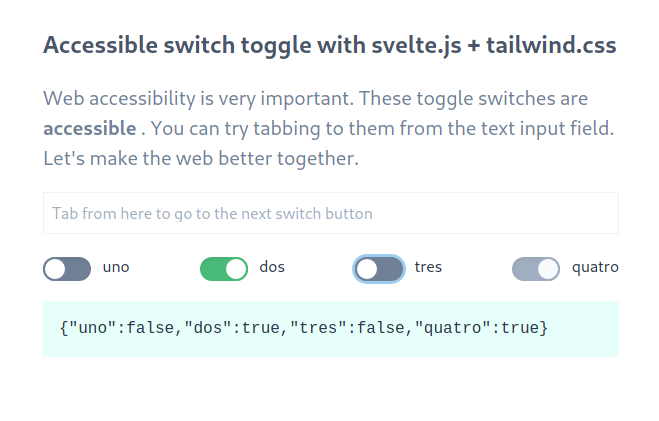 Accessible switch toggle with svelte.js + tailwind.css
Web accessibility is very important. These toggle switches are
accessible . You can try tabbing to them from the text input field.
Let's make the web better together.
Tab from here to go to the next switch button
uno dos tres quatro
{"uno":false,"dos":true,"tres":false,"quatro":true}